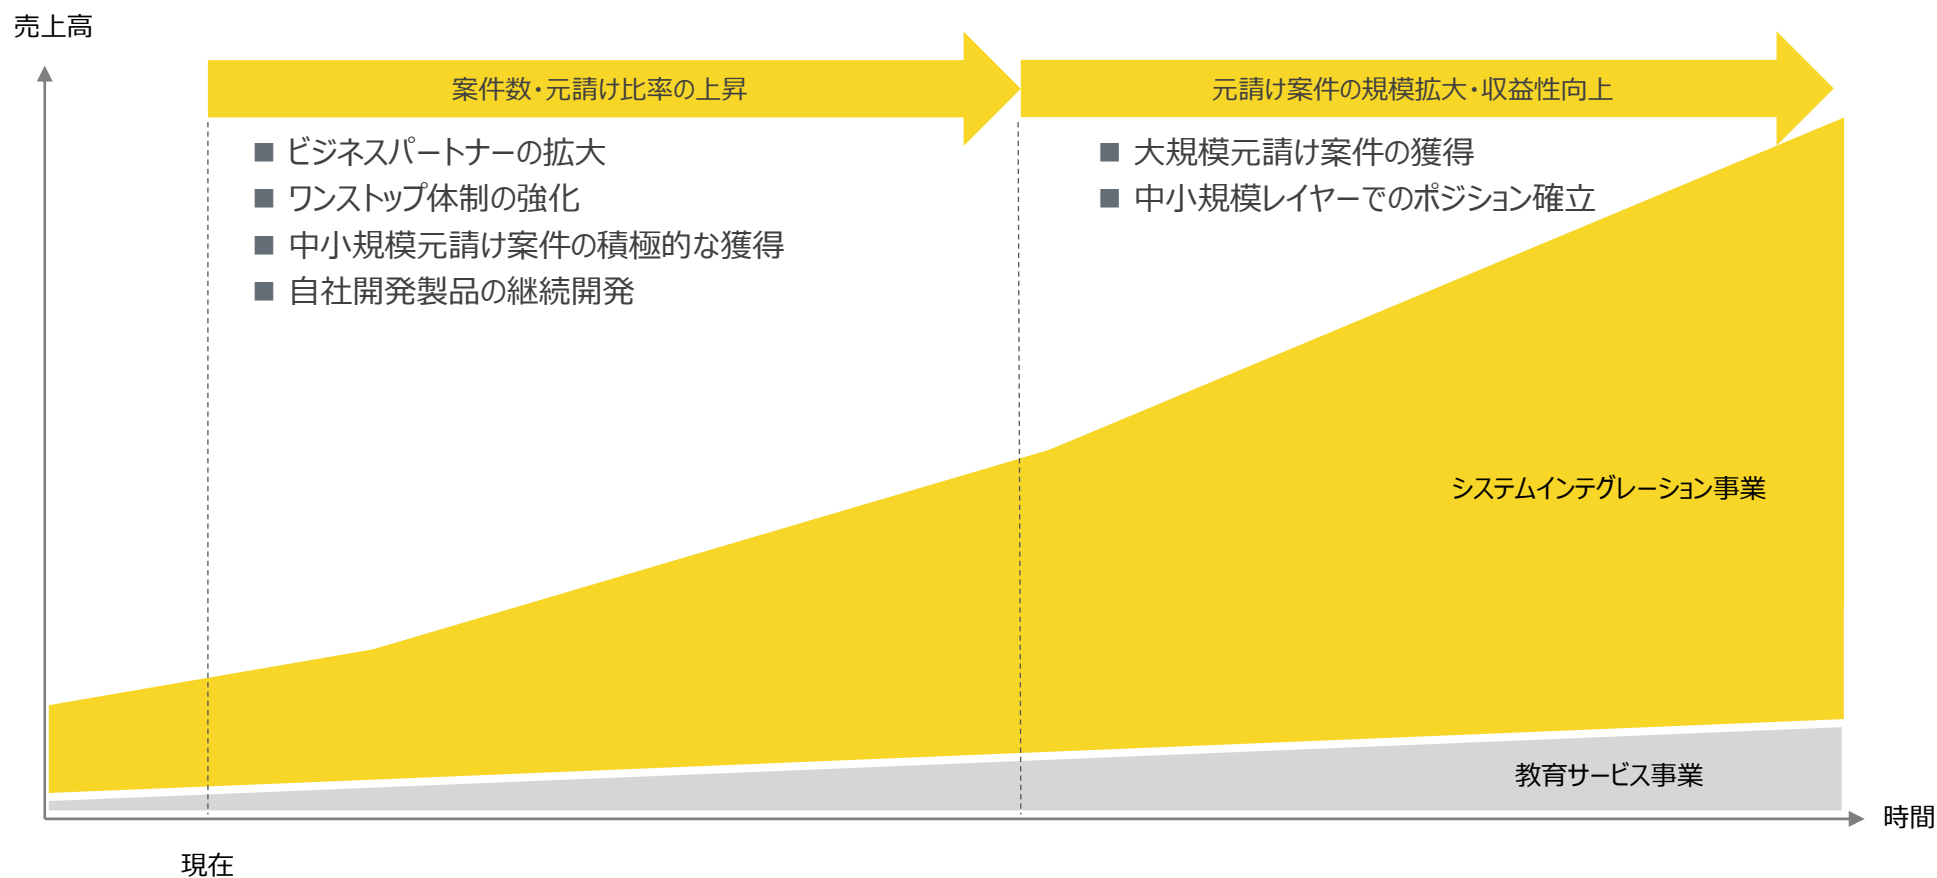 売上高
案件数・元請け比率の上昇
■ ビジネスパートナーの拡大
■ ワンストップ体制の強化
■ 中小規模元請け案件の積極的な獲得
■ 自社開発製品の継続開発
元請け案件の規模拡大・収益性向上
■ 大規模元請け案件の獲得
■ 中小規模レイヤーでのポジション確立
システムインテグレーション事業
教育サービス事業
時間
現在